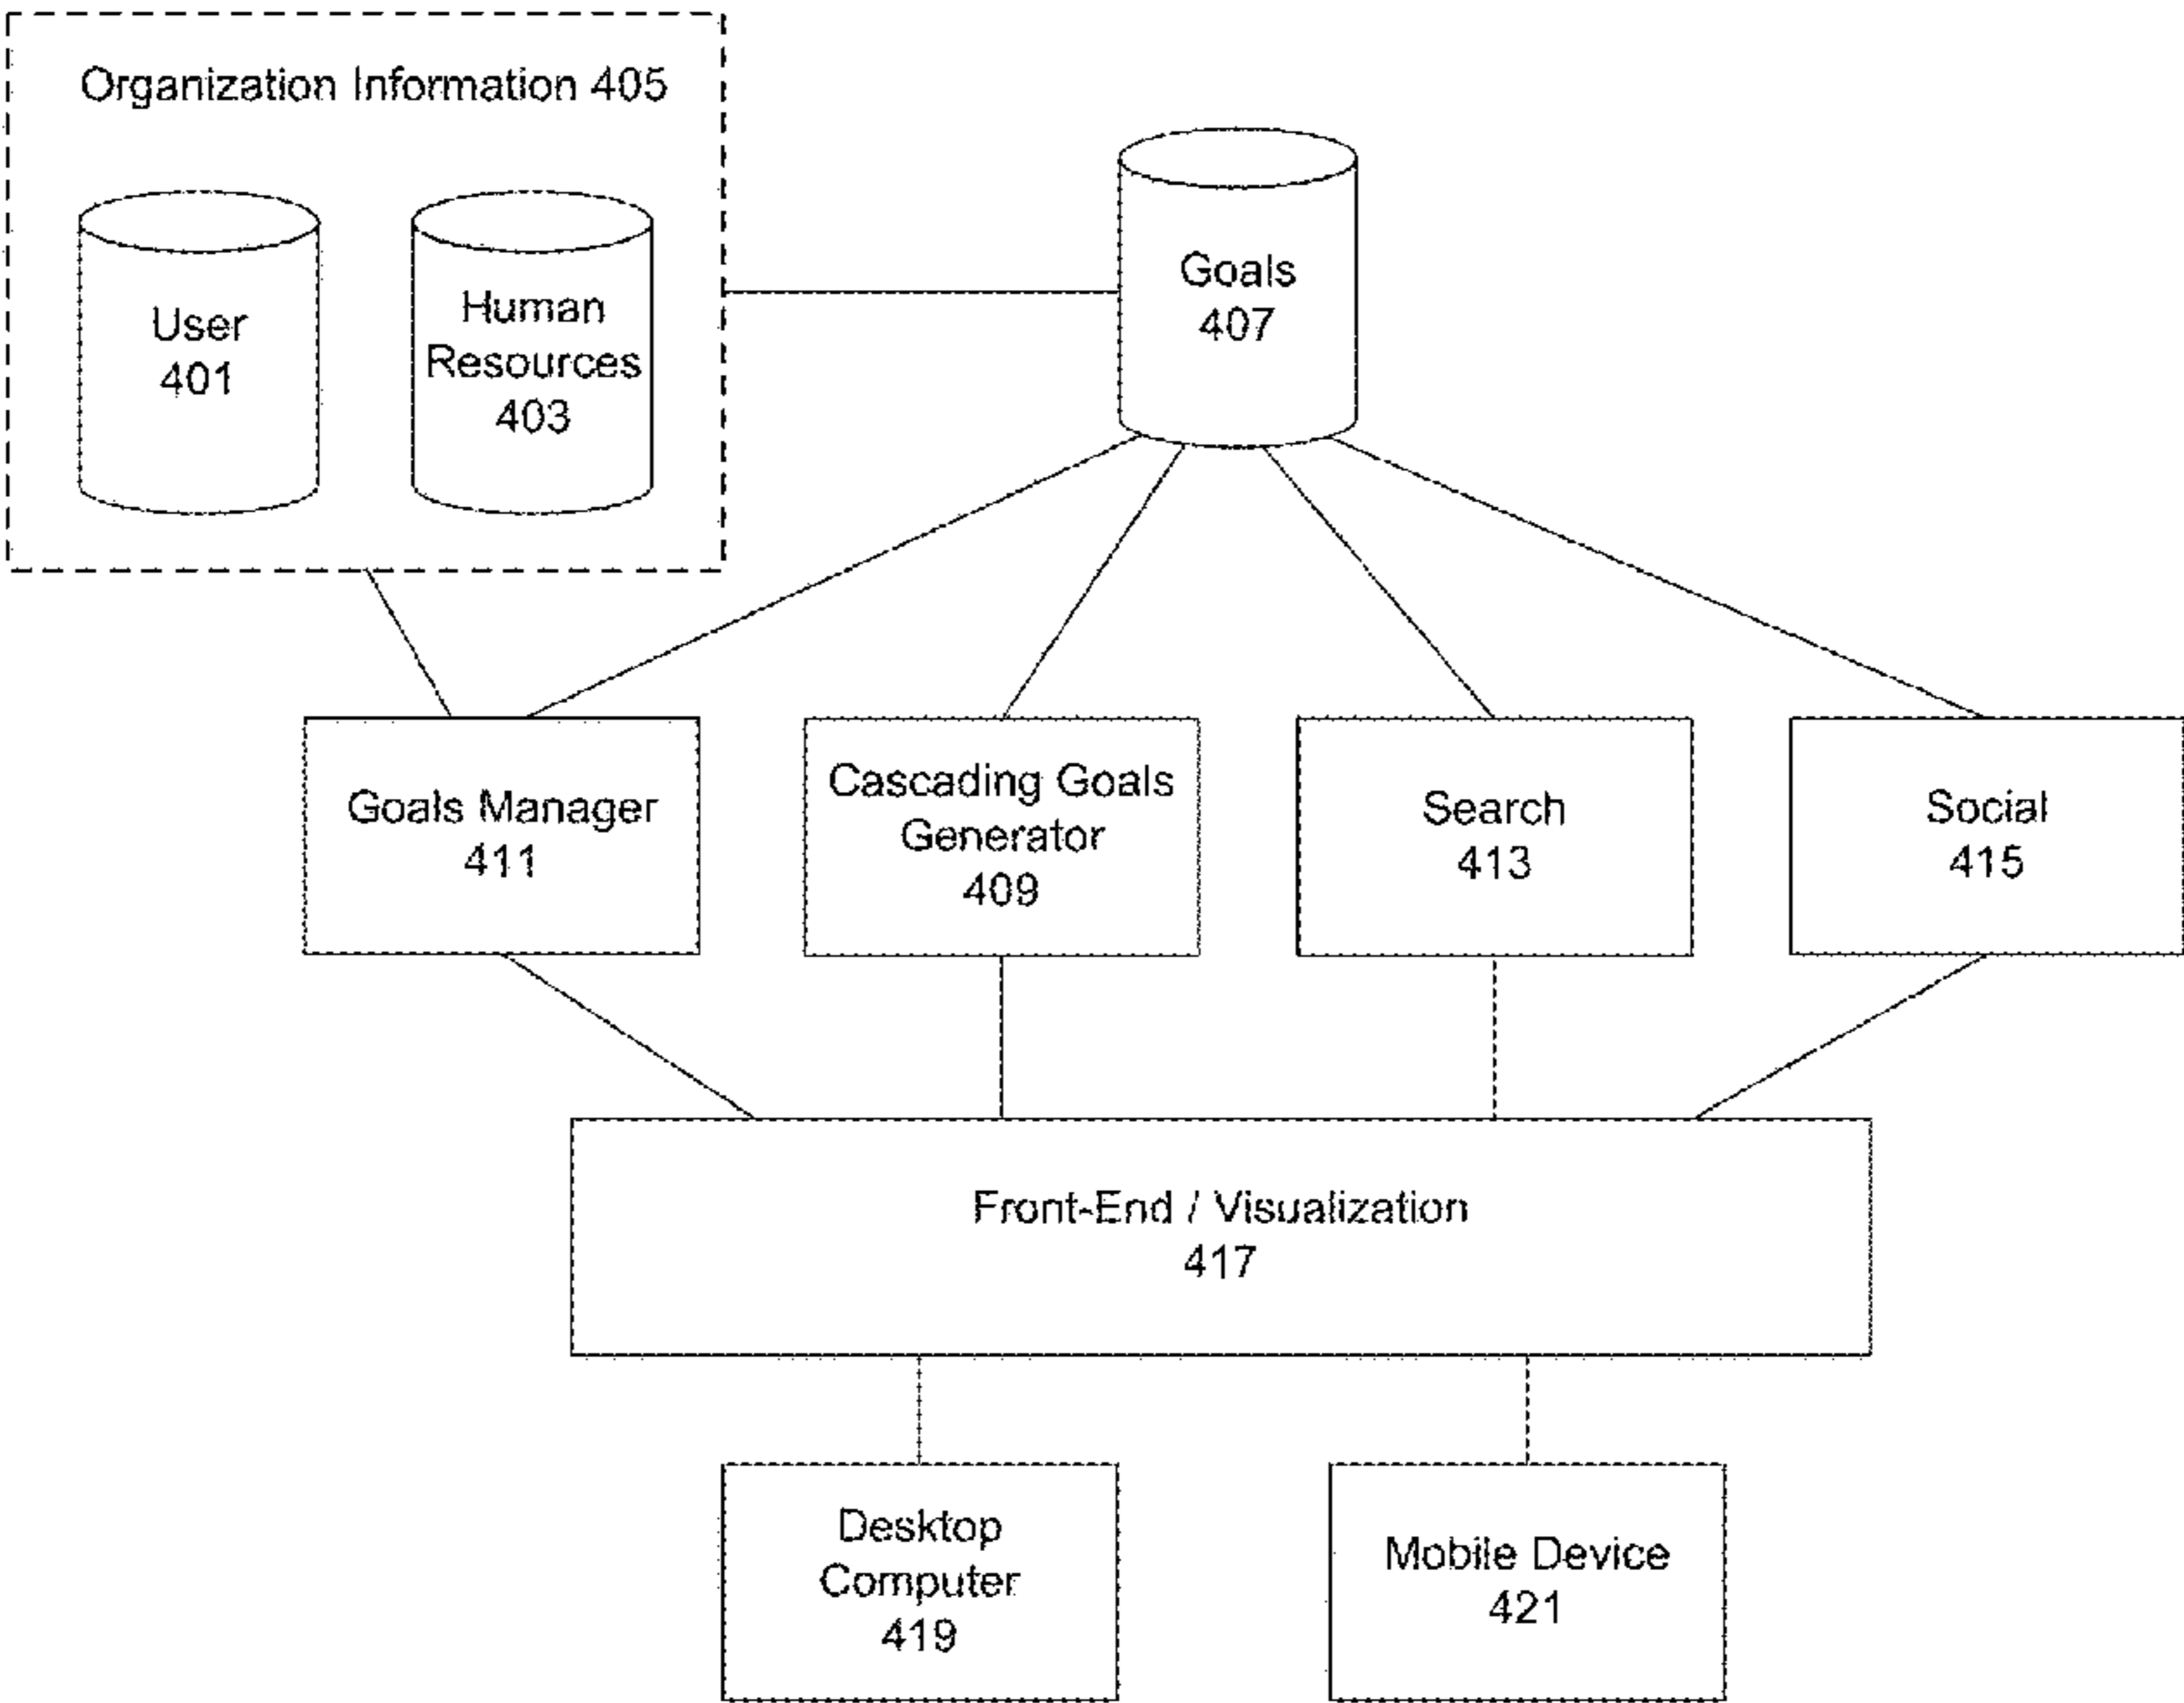 Organization Information 405
User
401
Human
Resources
403
Goals
407
Goals Manager
411
Cascading Goals
Generator
409
Search
413
Social
415
Front-End / Visualization
417
Desktop
Computer
419
Mobile Device
421